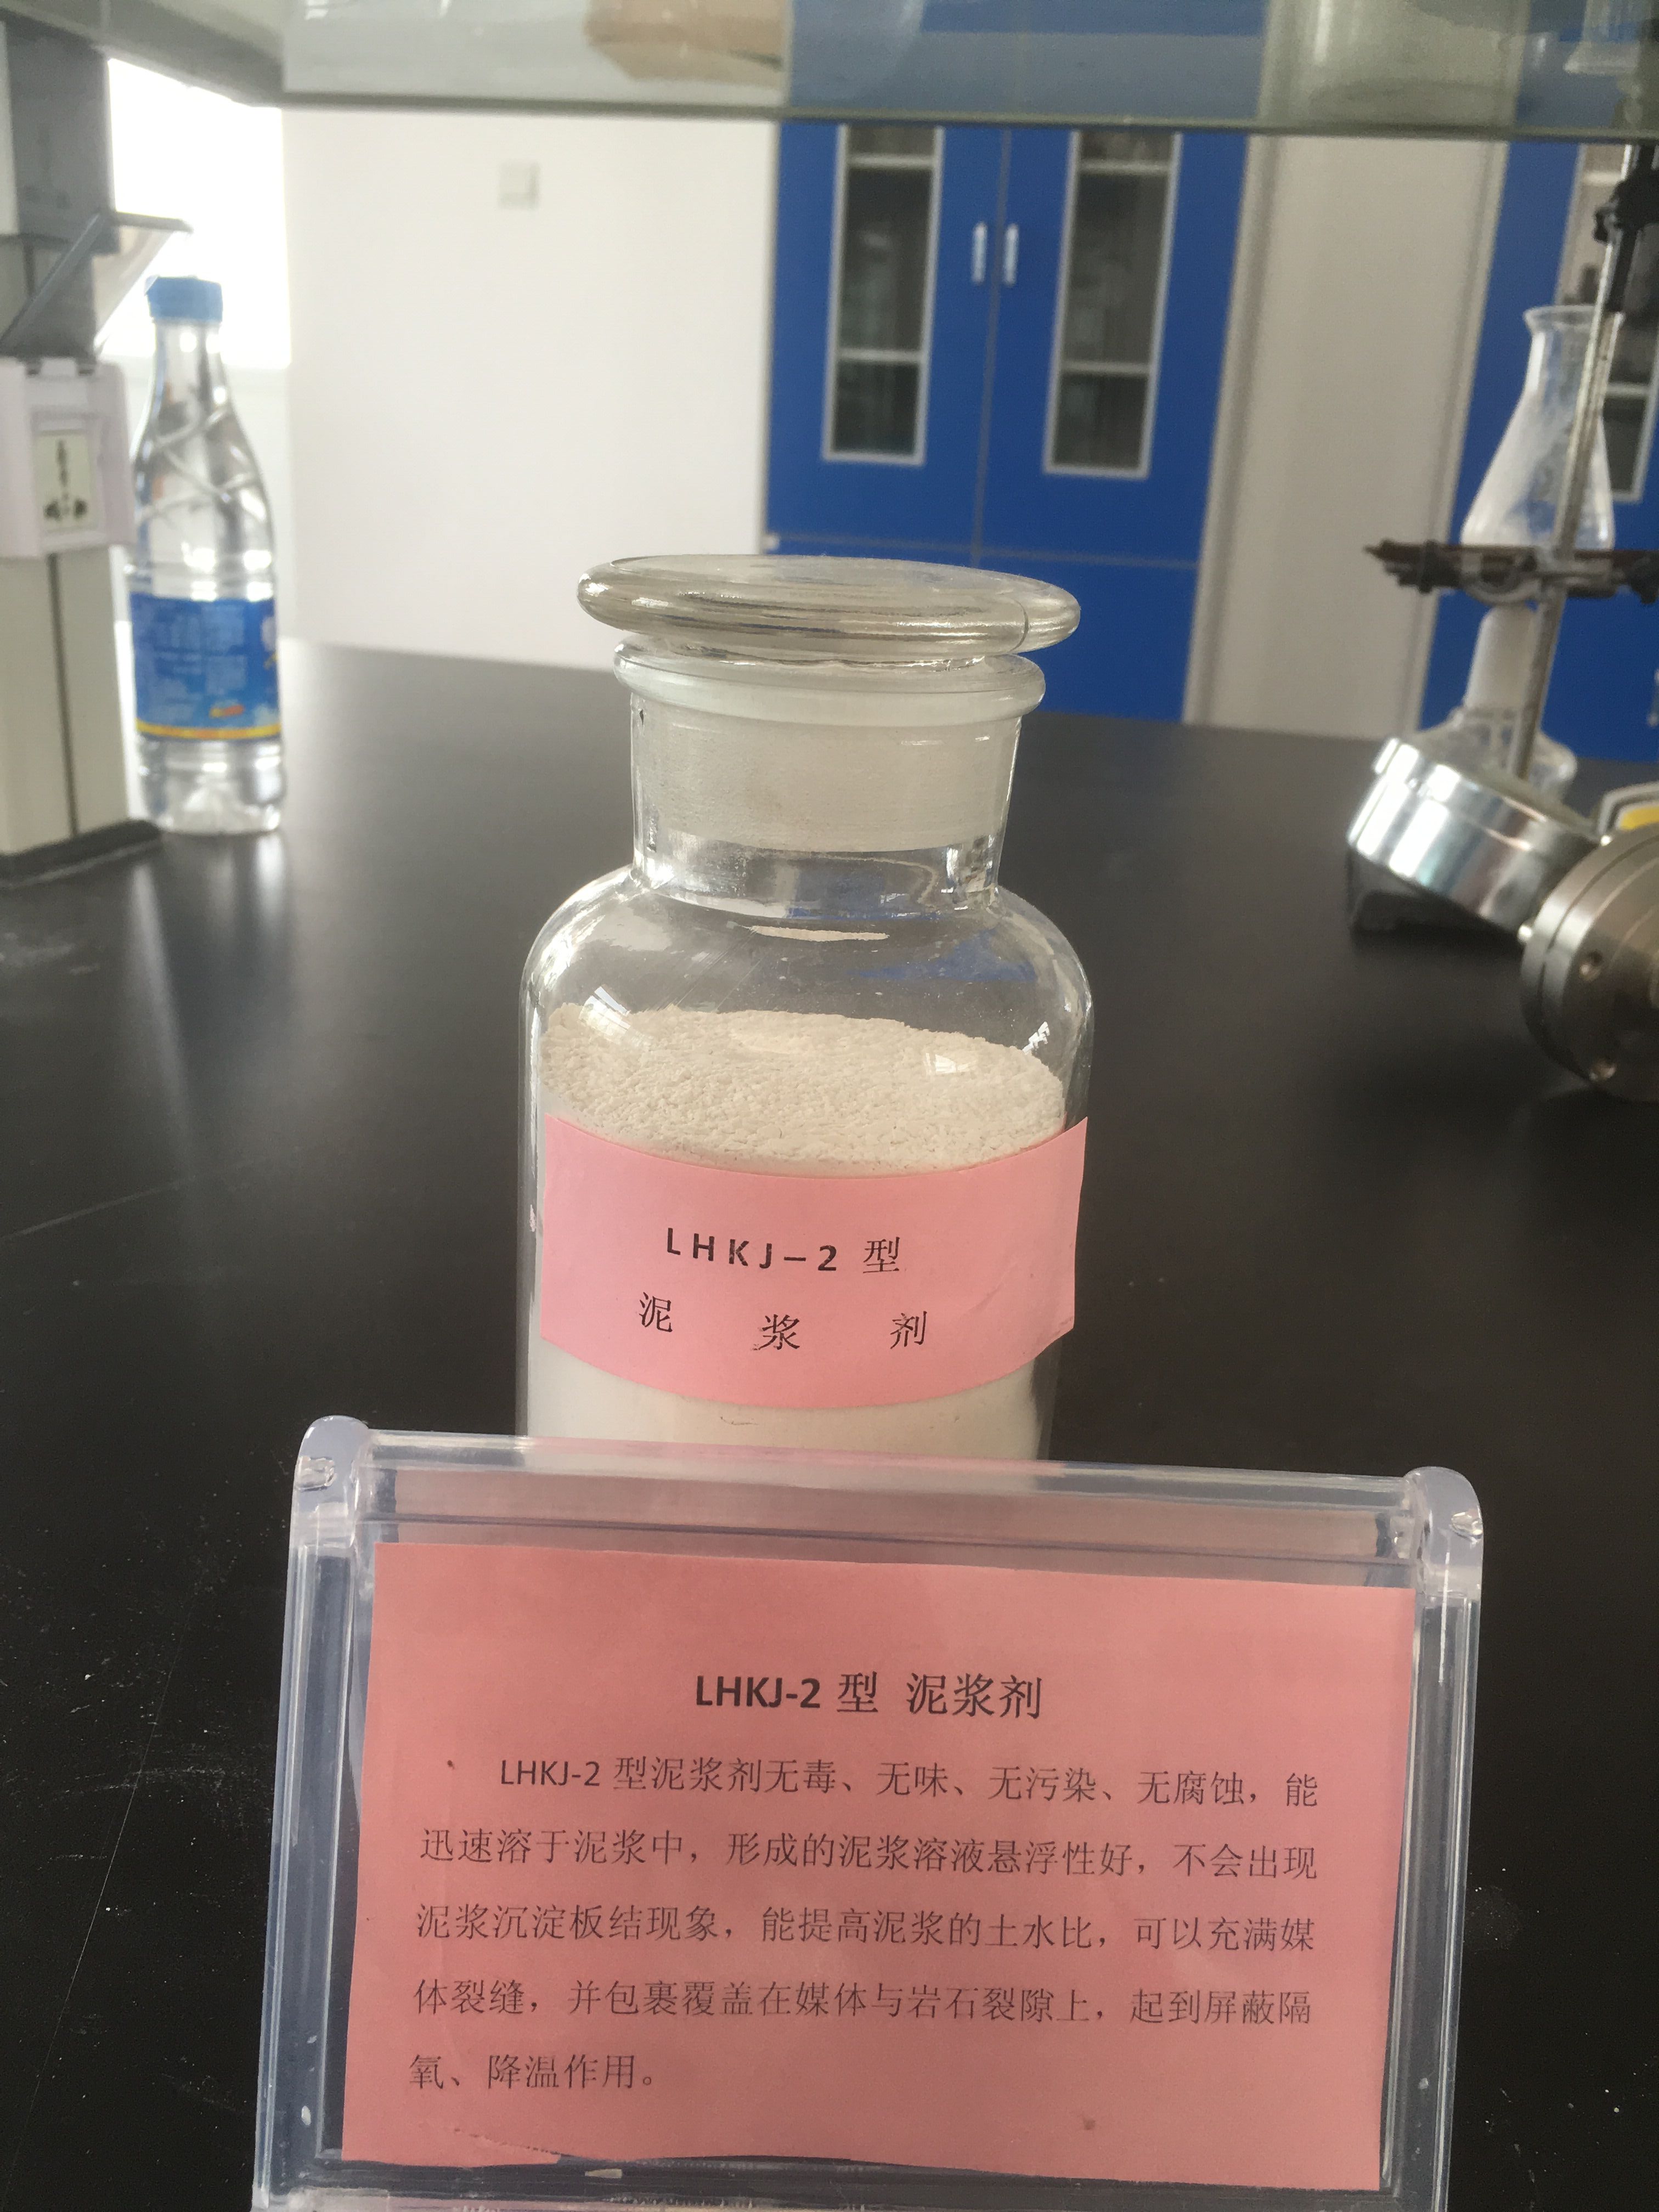 LHKJ-2 型
泥 浆 剂
LHKJ-2 型 泥浆剂
LHKJ-2 型泥浆剂无毒、无味、无污染、无腐蚀，能
迅速溶于泥浆中，形成的泥浆溶液悬浮性好，不会出现
泥浆沉淀板结现象，能提高泥浆的土水比，可以充满媒
体裂缝，并包裹覆盖在媒体与岩石裂隙上，起到屏蔽隔
氧、降温作用。